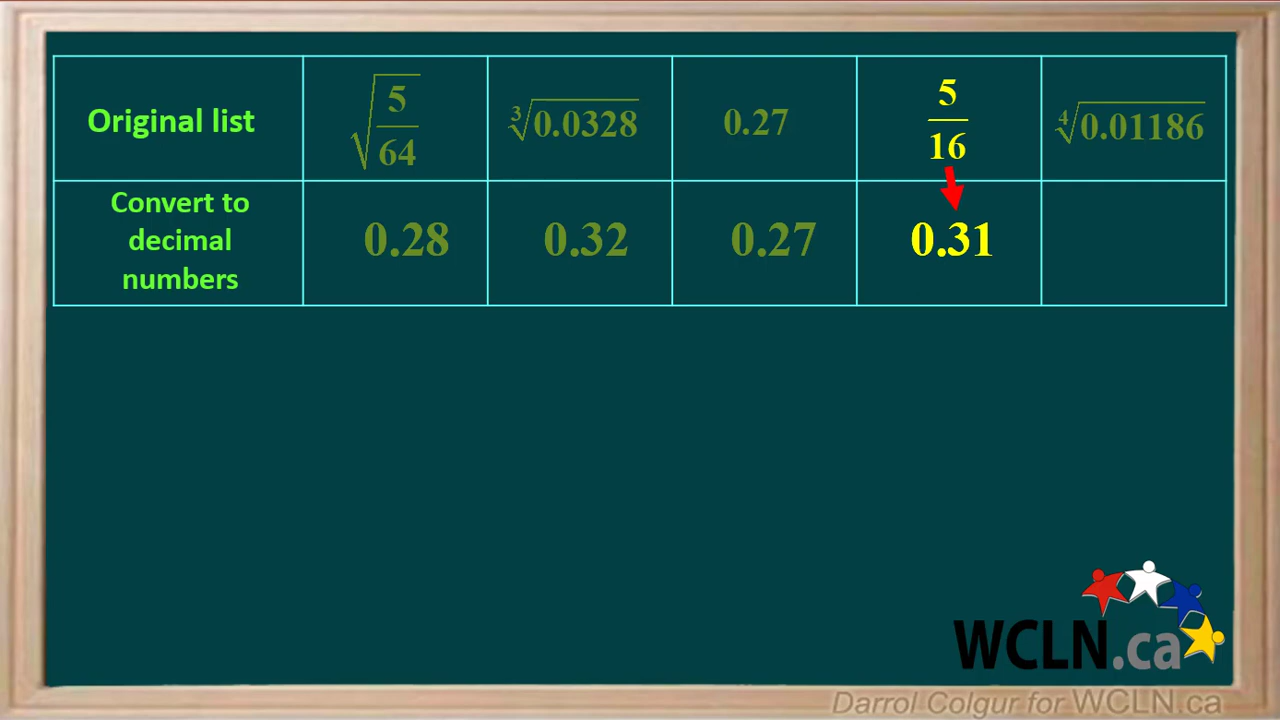 Original list
√(5/64)
∛0.0328
0.27
5/16
∜0.01186
Convert to
decimal
numbers
0.28
0.32
0.27
0.31
WCLN.ca
Darrol Colgur for WCLN.ca